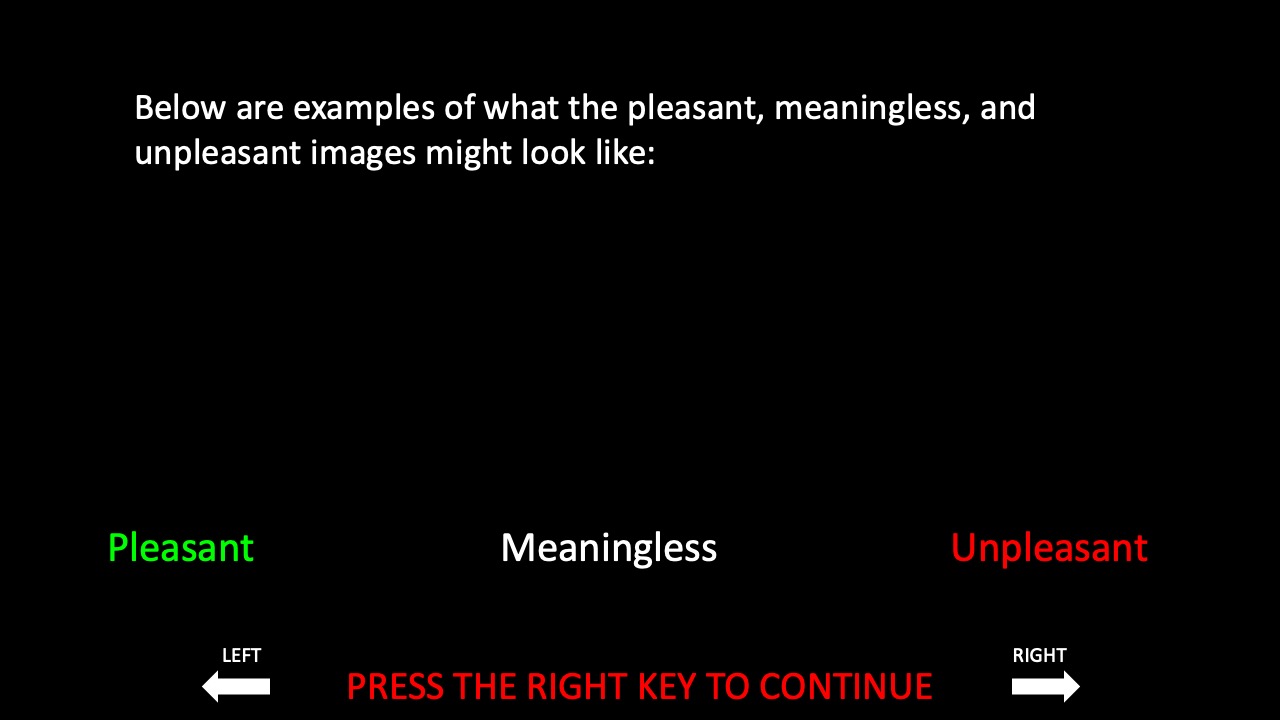 Below are examples of what the pleasant, meaningless, and
unpleasant images might look like:
Pleasant
Meaningless
Unpleasant
LEFT
RIGHT
PRESS THE RIGHT KEY TO CONTINUE